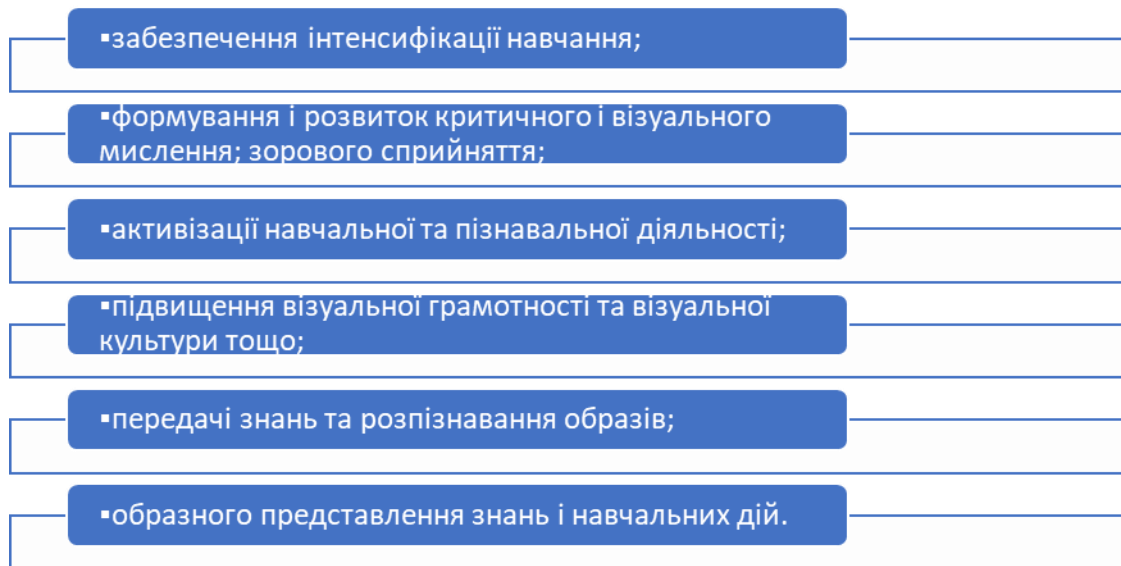 ▪забезпечення інтенсифікації навчання;
▪формування і розвиток критичного і візуального
мислення; зорового сприйняття;
▪активізації навчальної та пізнавальної діяльності;
▪підвищення візуальної грамотності та візуальної
культури тощо;
▪передачі знань та розпізнавання образів;
▪образного представлення знань і навчальних дій.